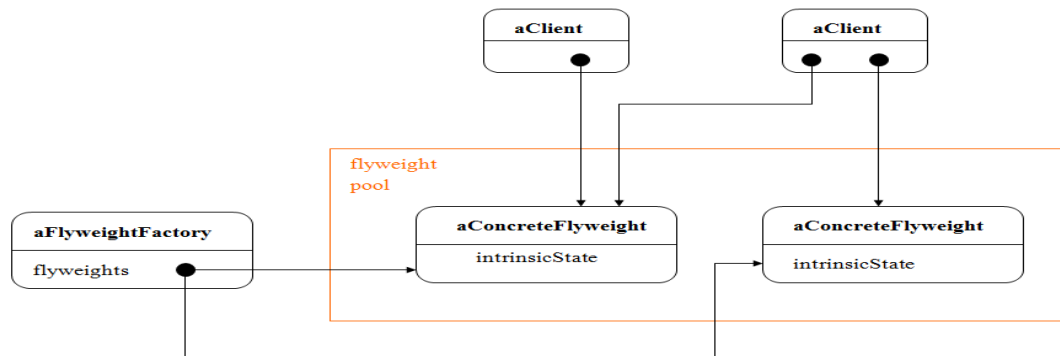 aClient
aClient
flyweight
pool
aFlyweightFactory
flyweights
aConcreteFlyweight
intrinsicState
aConcreteFlyweight
intrinsicState